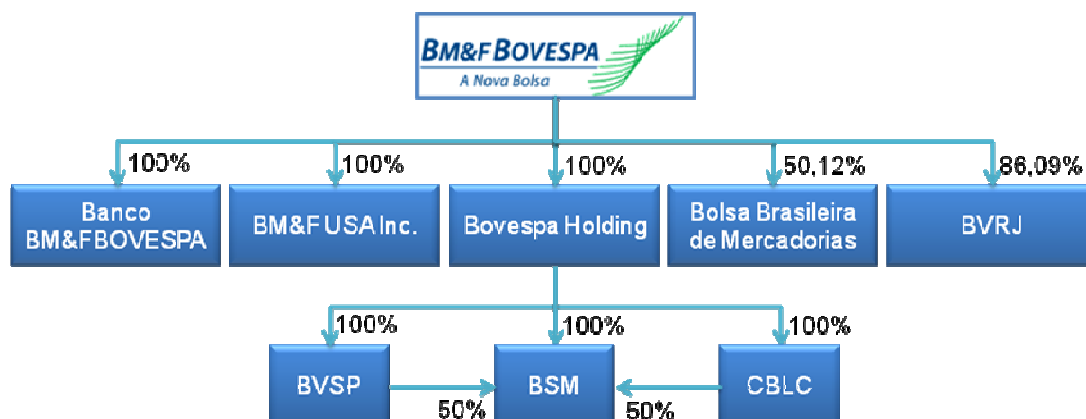 BM&F BOVESPA
A Nova Bolsa
100%
100%
100%
50,12%
86,09%
Banco
BM&FBOVESPA
BM&F USA Inc.
Bovespa Holding
Bolsa Brasileira
de Mercadorias
BVRJ
100%
100%
100%
BVSP
BSM
CBLC
50%
50%